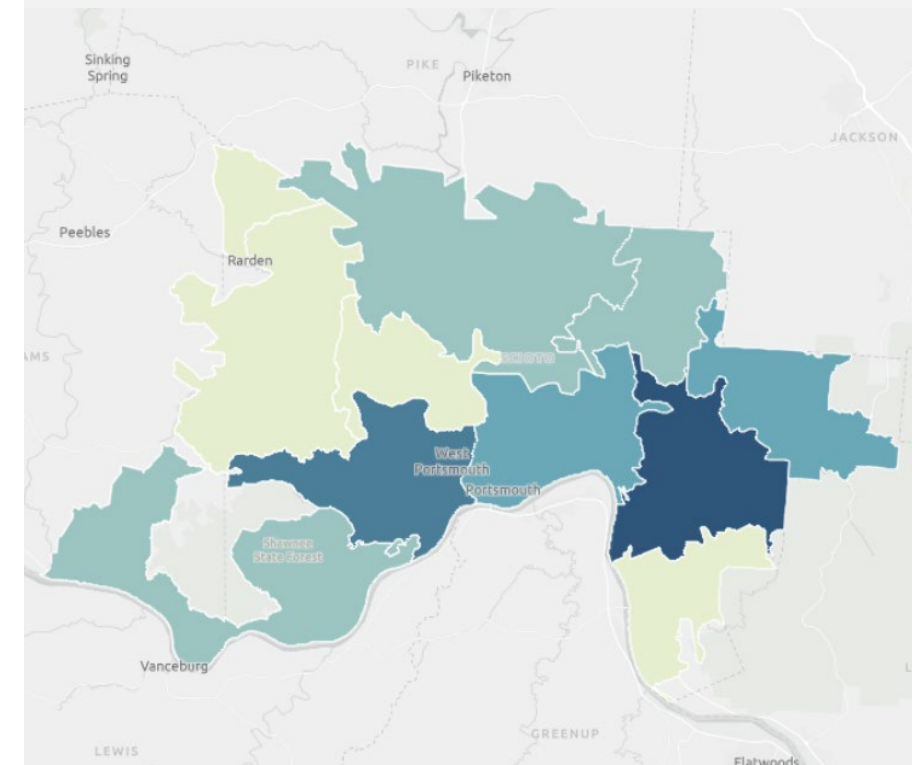 Sinking
Spring
PIKE
Piketon
JACKSON
Peebles
Rarden
AMS
SCIOTO
West
Portsmouth
Portsmouth
Shawnee
State Forest
Vanceburg
GREENUP
LEWIS
Flatwoods
L